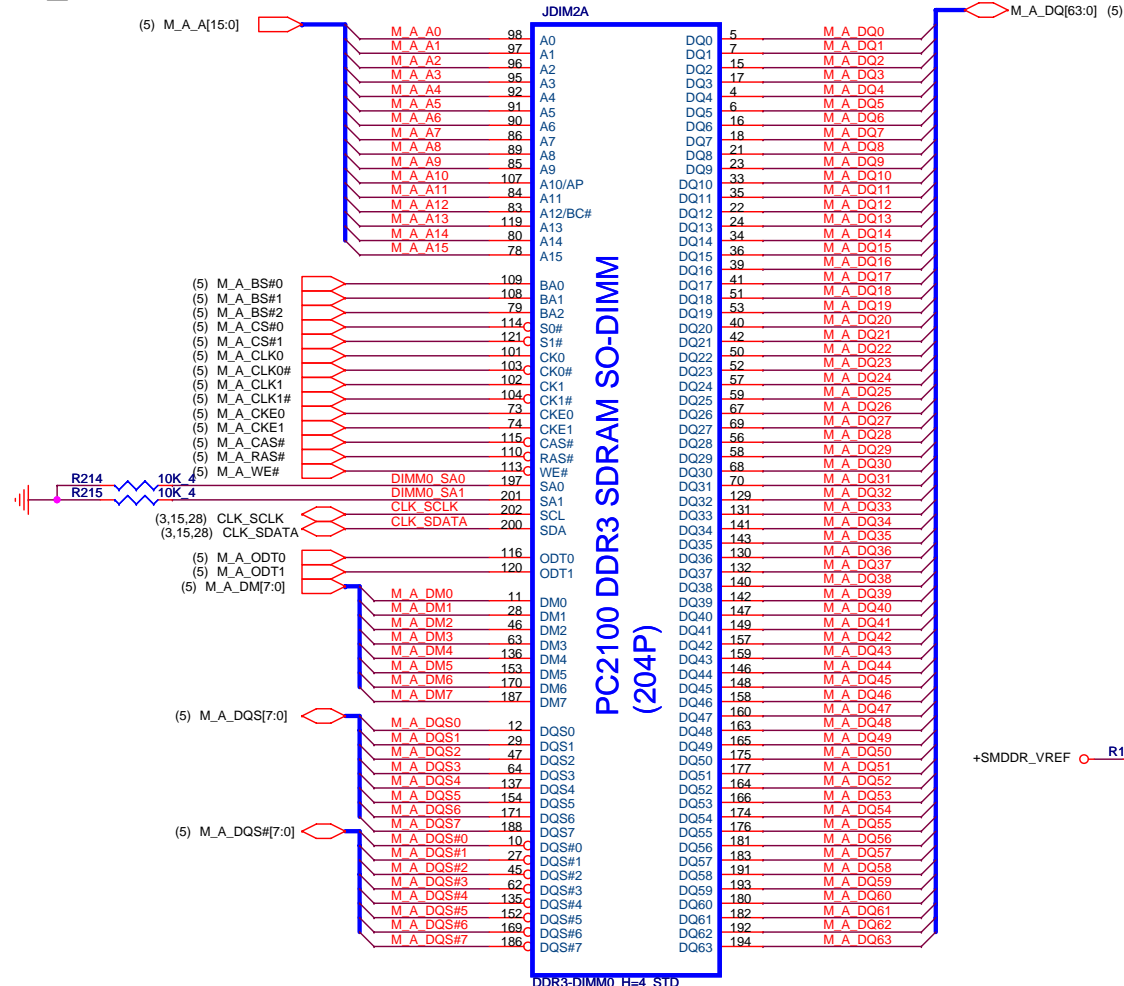 JDIM2A
(5) M_A_A[15:0]
M_A_DQ[63:0] (5)
M_A_A0 98 A0 DQ0 5 M_A_DQ0
M_A_A1 97 A1 DQ1 7 M_A_DQ1
M_A_A2 96 A2 DQ2 15 M_A_DQ2
M_A_A3 95 A3 DQ3 17 M_A_DQ3
M_A_A4 92 A4 DQ4 4 M_A_DQ4
M_A_A5 91 A5 DQ5 6 M_A_DQ5
M_A_A6 90 A6 DQ6 16 M_A_DQ6
M_A_A7 86 A7 DQ7 18 M_A_DQ7
M_A_A8 89 A8 DQ8 21 M_A_DQ8
M_A_A9 85 A9 DQ9 23 M_A_DQ9
M_A_A10 107 A10/AP DQ10 33 M_A_DQ10
M_A_A11 84 A11 DQ11 35 M_A_DQ11
M_A_A12 83 A12/BC# DQ12 22 M_A_DQ12
M_A_A13 119 A13 DQ13 24 M_A_DQ13
M_A_A14 80 A14 DQ14 34 M_A_DQ14
M_A_A15 78 A15 DQ15 36 M_A_DQ15
DQ16 39 M_A_DQ16
(5) M_A_BS#0 109 BA0 DQ17 41 M_A_DQ17
(5) M_A_BS#1 108 BA1 DQ18 51 M_A_DQ18
(5) M_A_BS#2 79 BA2 DQ19 53 M_A_DQ19
(5) M_A_CS#0 114 S0# DQ20 40 M_A_DQ20
(5) M_A_CS#1 121 S1# DQ21 42 M_A_DQ21
(5) M_A_CLK0 101 CK0 DQ22 50 M_A_DQ22
(5) M_A_CLK0# 103 CK0# DQ23 52 M_A_DQ23
(5) M_A_CLK1 102 CK1 DQ24 57 M_A_DQ24
(5) M_A_CLK1# 104 CK1# DQ25 59 M_A_DQ25
(5) M_A_CKE0 73 CKE0 DQ26 67 M_A_DQ26
(5) M_A_CKE1 74 CKE1 DQ27 69 M_A_DQ27
(5) M_A_CAS# 115 CAS# DQ28 56 M_A_DQ28
(5) M_A_RAS# 110 RAS# DQ29 58 M_A_DQ29
(5) M_A_WE# 113 WE# DQ30 68 M_A_DQ30
R214 10K_4 DIMM0_SA0 197 SA0 DQ31 70 M_A_DQ31
R215 10K_4 DIMM0_SA1 201 SA1 DQ32 129 M_A_DQ32
(3,15,28) CLK_SCLK CLK_SCLK 202 SCL DQ33 131 M_A_DQ33
(3,15,28) CLK_SDATA CLK_SDATA 200 SDA DQ34 141 M_A_DQ34
DQ35 143 M_A_DQ35
(5) M_A_ODT0 116 ODT0 DQ36 130 M_A_DQ36
(5) M_A_ODT1 120 ODT1 DQ37 132 M_A_DQ37
(5) M_A_DM[7:0] DQ38 140 M_A_DQ38
M_A_DM0 11 DM0 DQ39 142 M_A_DQ39
M_A_DM1 28 DM1 DQ40 147 M_A_DQ40
M_A_DM2 46 DM2 DQ41 149 M_A_DQ41
M_A_DM3 63 DM3 DQ42 157 M_A_DQ42
M_A_DM4 136 DM4 DQ43 159 M_A_DQ43
M_A_DM5 153 DM5 DQ44 146 M_A_DQ44
M_A_DM6 170 DM6 DQ45 148 M_A_DQ45
M_A_DM7 187 DM7 DQ46 158 M_A_DQ46
(5) M_A_DQS[7:0] DQ47 160 M_A_DQ47
M_A_DQS0 12 DQS0 DQ48 163 M_A_DQ48
M_A_DQS1 29 DQS1 DQ49 165 M_A_DQ49
M_A_DQS2 47 DQS2 DQ50 175 M_A_DQ50
M_A_DQS3 64 DQS3 DQ51 177 M_A_DQ51
M_A_DQS4 137 DQS4 DQ52 164 M_A_DQ52
M_A_DQS5 154 DQS5 DQ53 166 M_A_DQ53
M_A_DQS6 171 DQS6 DQ54 174 M_A_DQ54
M_A_DQS7 188 DQS7 DQ55 176 M_A_DQ55
(5) M_A_DQS#[7:0]
M_A_DQS#0 10 DQS#0 DQ56 181 M_A_DQ56
M_A_DQS#1 27 DQS#1 DQ57 183 M_A_DQ57
M_A_DQS#2 45 DQS#2 DQ58 191 M_A_DQ58
M_A_DQS#3 62 DQS#3 DQ59 193 M_A_DQ59
M_A_DQS#4 135 DQS#4 DQ60 180 M_A_DQ60
M_A_DQS#5 152 DQS#5 DQ61 182 M_A_DQ61
M_A_DQS#6 169 DQS#6 DQ62 192 M_A_DQ62
M_A_DQS#7 186 DQS#7 DQ63 194 M_A_DQ63
PC2100 DDR3 SDRAM SO-DIMM
(204P)
+SMDDR_VREF R1
DDR3-DIMM0_H=4_STD